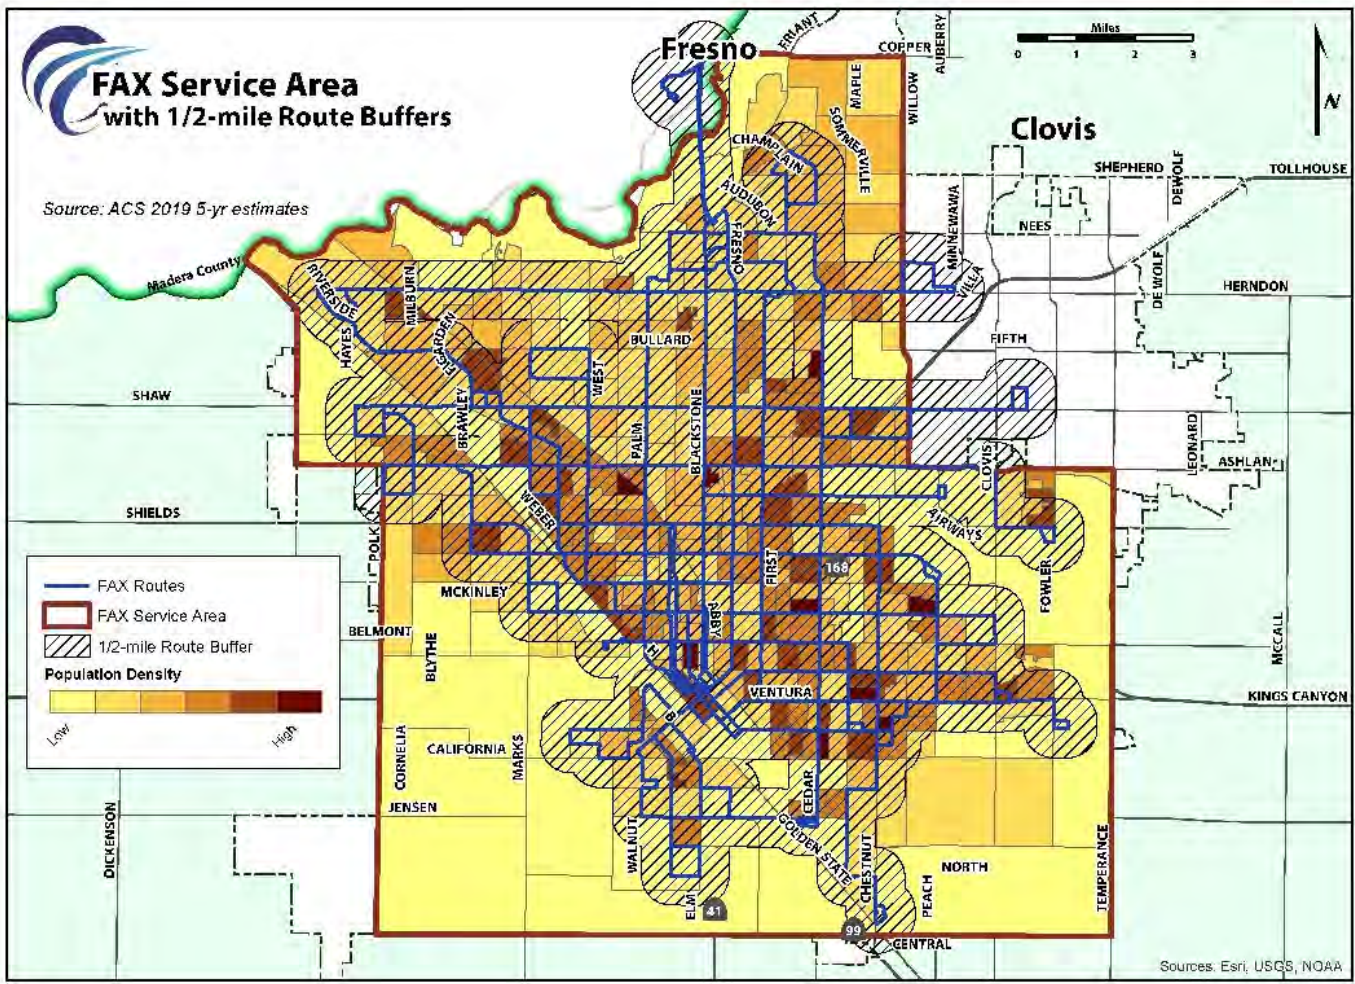 Fresno
FRIANT
COPPER
AUBERRY
Miles
0 1 2 3
N
FAX Service Area
with 1/2-mile Route Buffers
MAPLE
WILLOW
Clovis
CHAMPLAIN
SOMMERVILLE
SHEPHERD
DEWOLF
TOLLHOUSE
Source: ACS 2019 5-yr estimates
AUDUBON
MINNEWAWA
NEES
Madera County
RIVERSIDE
MILBURN
FRESNO
VILLA
DE WOLF
HERNDON
HAYES
FIGARDEN
BULLARD
FIFTH
WEST
SHAW
BRAWLEY
PALM
BLACKSTONE
LEONARD
CLOVIS
ASHLAN
SHIELDS
WEBER
AIRWAYS
POLK
FIRST
168
FOWLER
FAX Routes
FAX Service Area
1/2-mile Route Buffer
Population Density
Low
High
MCKINLEY
ABBY
BELMONT
BLYTHE
H
MCCALL
VENTURA
KINGS CANYON
B
CORNELIA
CALIFORNIA
MARKS
JENSEN
CEDAR
DICKENSON
WALNUT
GOLDEN STATE
CHESTNUT
NORTH
TEMPERANCE
ELM
41
PEACH
99
CENTRAL
Sources: Esri, USGS, NOAA